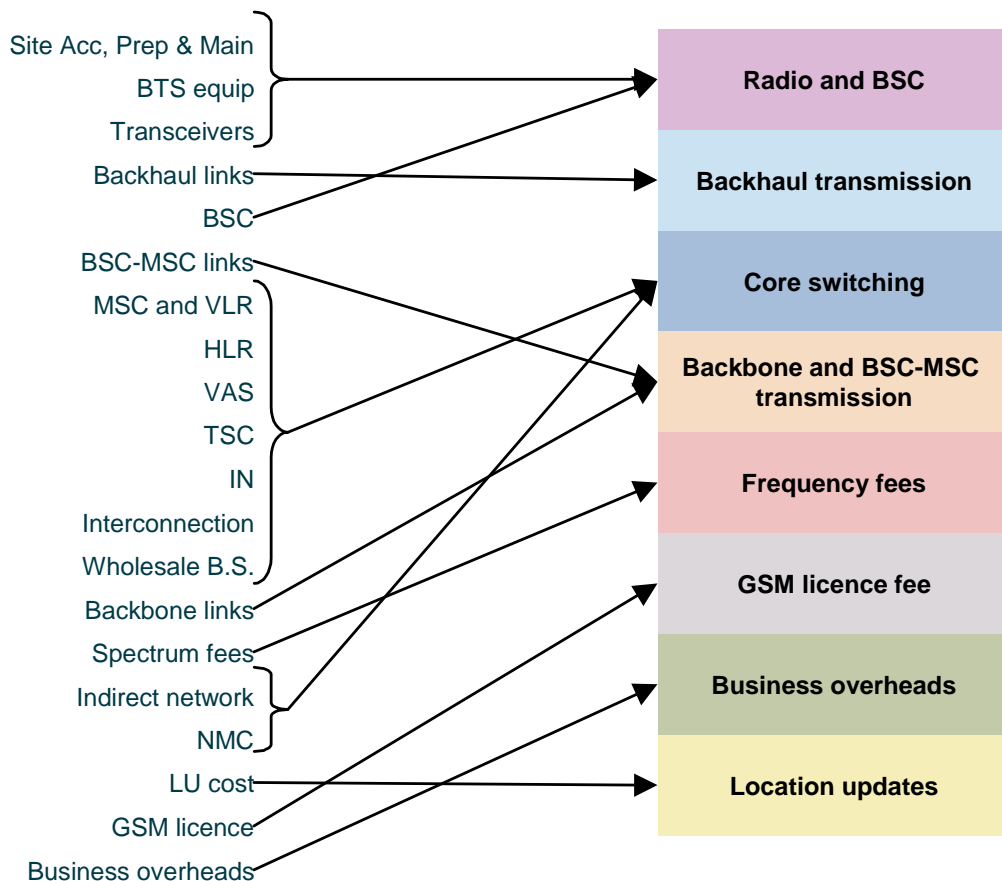 Site Acc, Prep & Main
BTS equip
Transceivers
Backhaul links
BSC
BSC-MSC links
MSC and VLR
HLR
VAS
TSC
IN
Interconnection
Wholesale B.S.
Backbone links
Spectrum fees
Indirect network
NMC
LU cost
GSM licence
Business overheads
Radio and BSC
Backhaul transmission
Core switching
Backbone and BSC-MSC
transmission
Frequency fees
GSM licence fee
Business overheads
Location updates